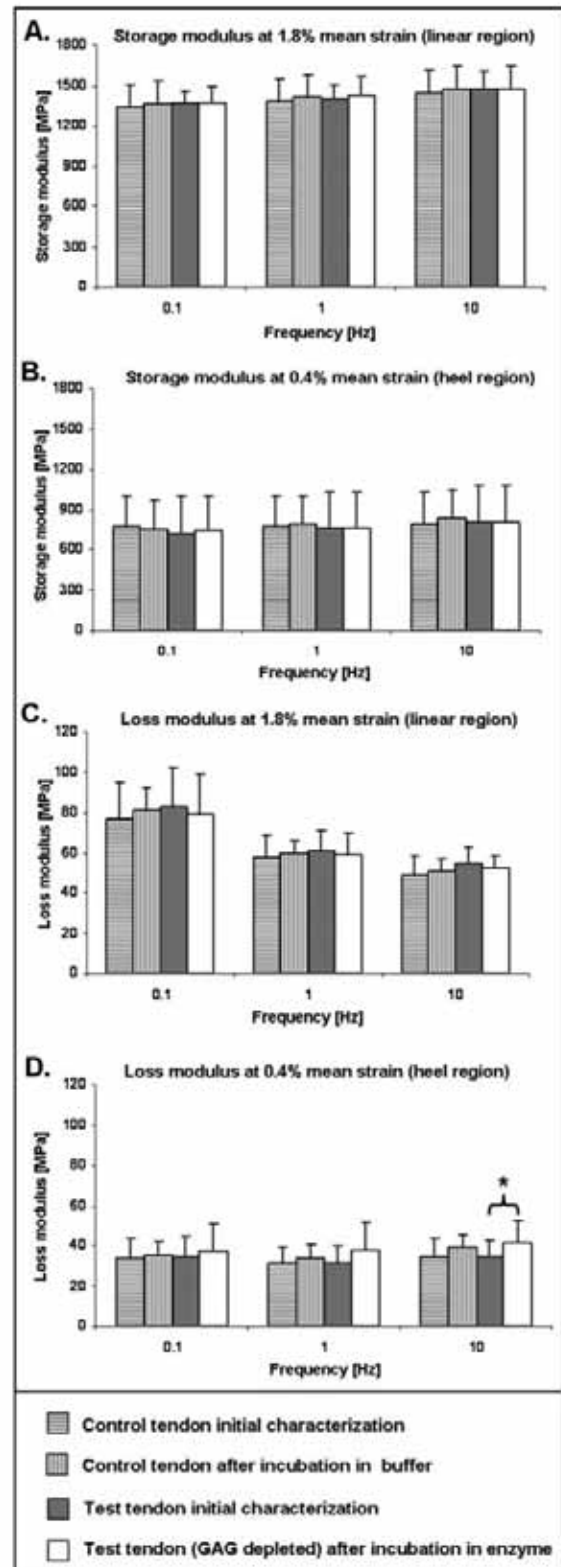 A.
Storage modulus at 1.8% mean strain (linear region)
Storage modulus [MPa]
1800
1500
1200
900
600
300
0
0.1
1
10
Frequency [Hz]
B.
Storage modulus at 0.4% mean strain (heel region)
Storage modulus [MPa]
1800
1500
1200
900
600
300
0
0.1
1
10
Frequency [Hz]
C.
Loss modulus at 1.8% mean strain (linear region)
Loss modulus [MPa]
120
100
80
60
40
20
0
0.1
1
10
Frequency [Hz]
D.
Loss modulus at 0.4% mean strain (heel region)
Loss modulus [MPa]
120
100
80
60
40
20
0
*
0.1
1
10
Frequency [Hz]
Control tendon initial characterization
Control tendon after incubation in buffer
Test tendon initial characterization
Test tendon (GAG depleted) after incubation in enzyme